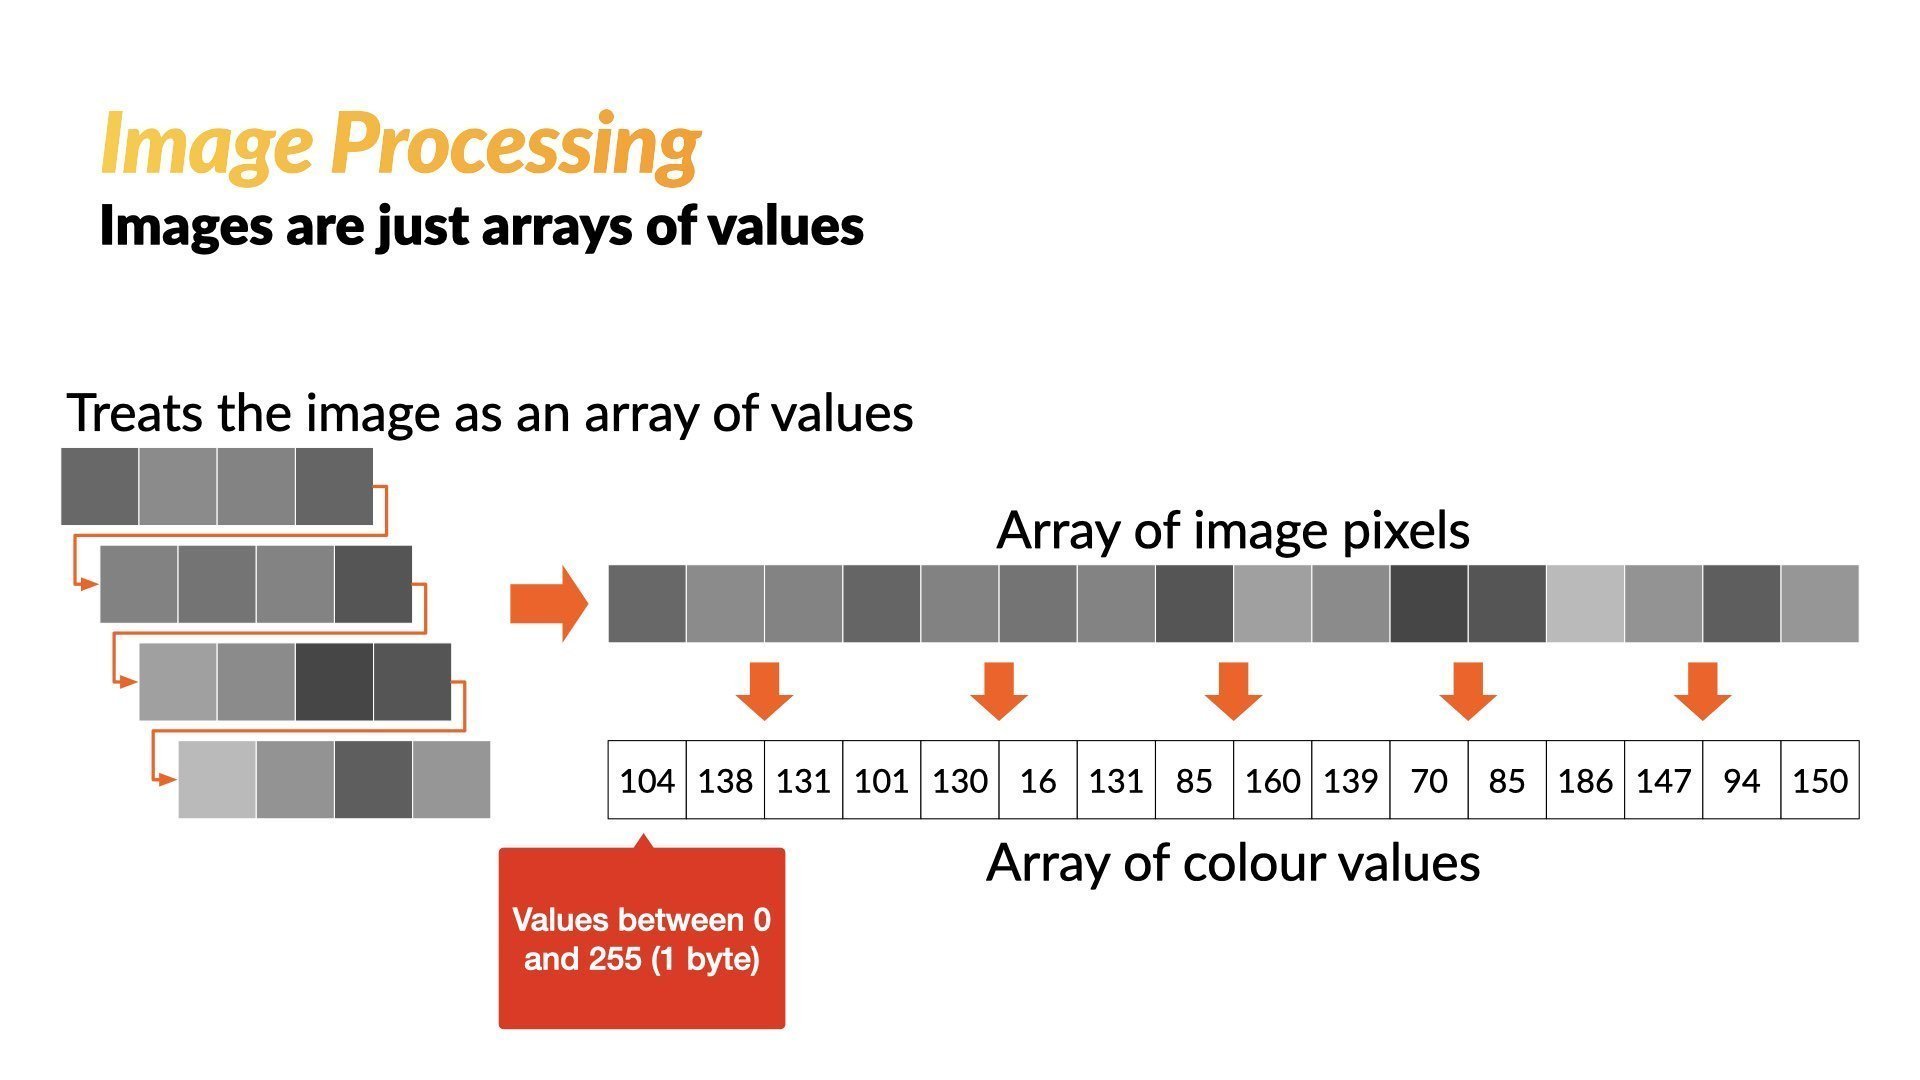 Image Processing
Images are just arrays of values
Treats the image as an array of values
Array of image pixels
104 138 131 101 130 16 131 85 160 139 70 85 186 147 94 150
Array of colour values
Values between 0
and 255 (1 byte)